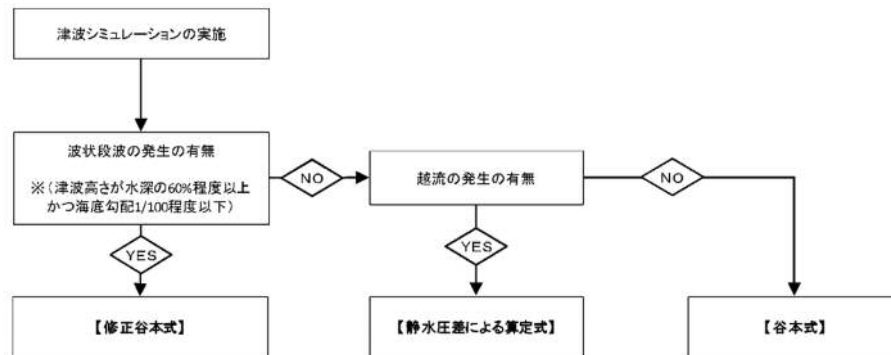 津波シミュレーションの実施
波状段波の発生の有無
※（津波高さが水深の60%程度以上
かつ海底勾配1/100程度以下）
NO
越流の発生の有無
NO
YES
YES
【修正谷本式】
【静水圧差による算定式】
【谷本式】